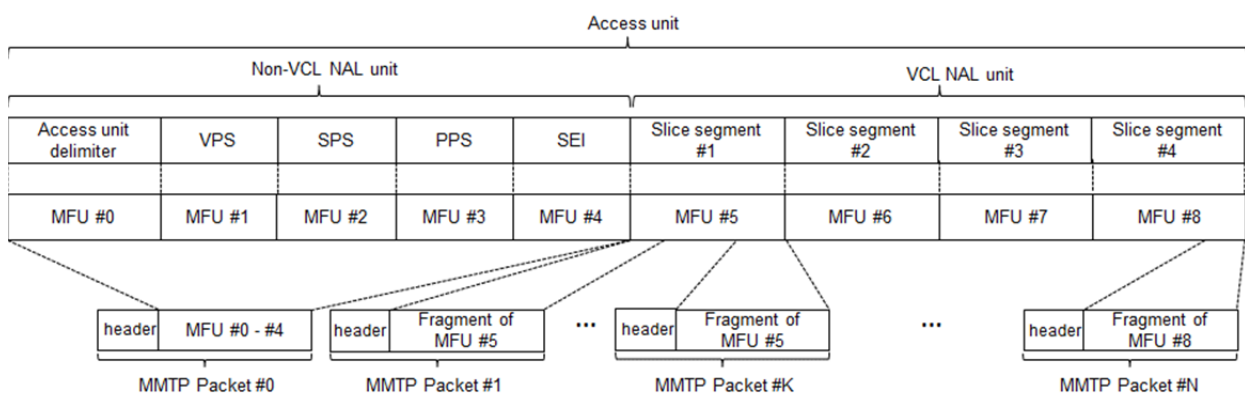 Access unit
Non-VCL NAL unit
VCL NAL unit
Access unit
delimiter
VPS
SPS
PPS
SEI
Slice segment
#1
Slice segment
#2
Slice segment
#3
Slice segment
#4
MFU #0
MFU #1
MFU #2
MFU #3
MFU #4
MFU #5
MFU #6
MFU #7
MFU #8
header
MFU #0 - #4
header
Fragment of
MFU #5
...
header
Fragment of
MFU #5
...
header
Fragment of
MFU #8
MMTP Packet #0
MMTP Packet #1
MMTP Packet #K
MMTP Packet #N